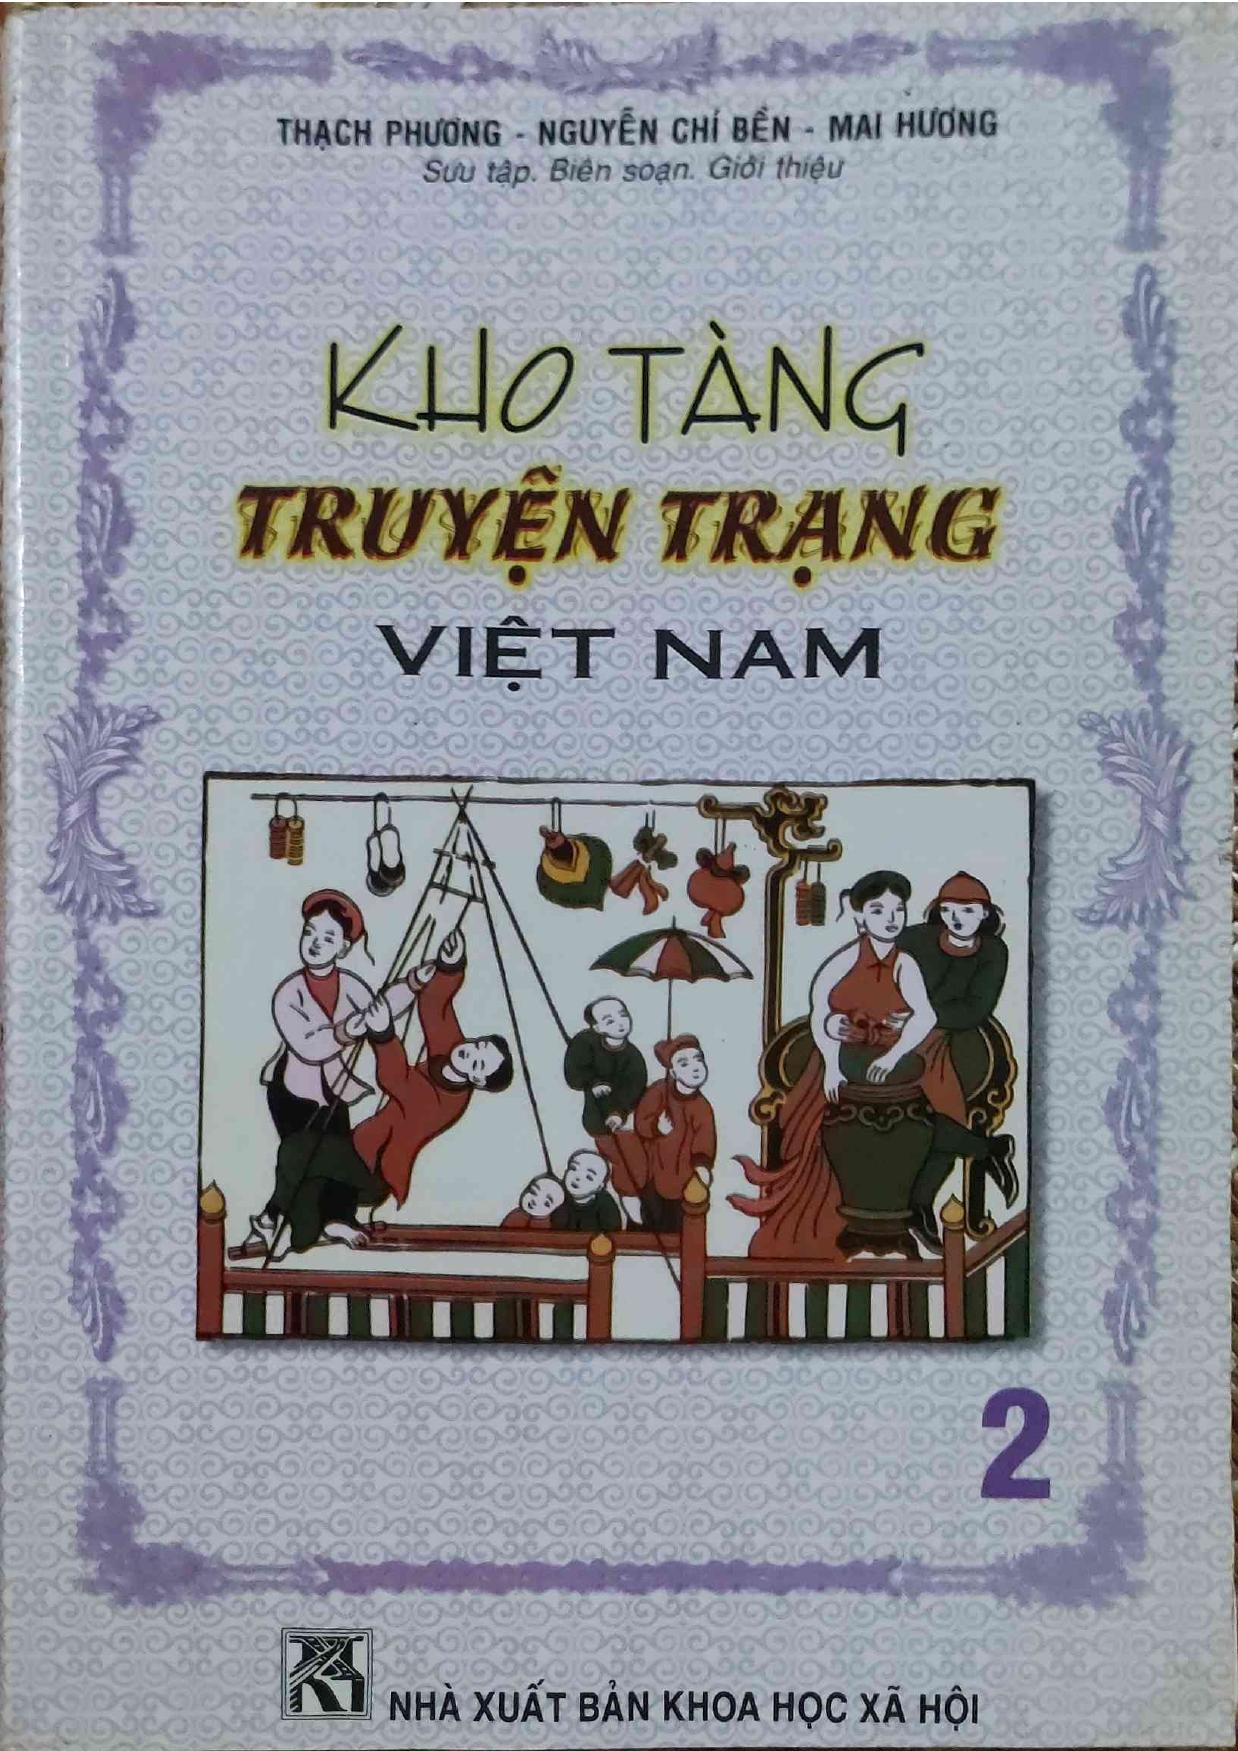 THẠCH PHƯƠNG - NGUYỄN CHÍ BỀN - MAI HƯƠNG
Sưu tập. Biên soạn. Giới thiệu
KHO TÀNG
TRUYỆN TRẠNG
VIỆT NAM
2
NHÀ XUẤT BẢN KHOA HỌC XÃ HỘI